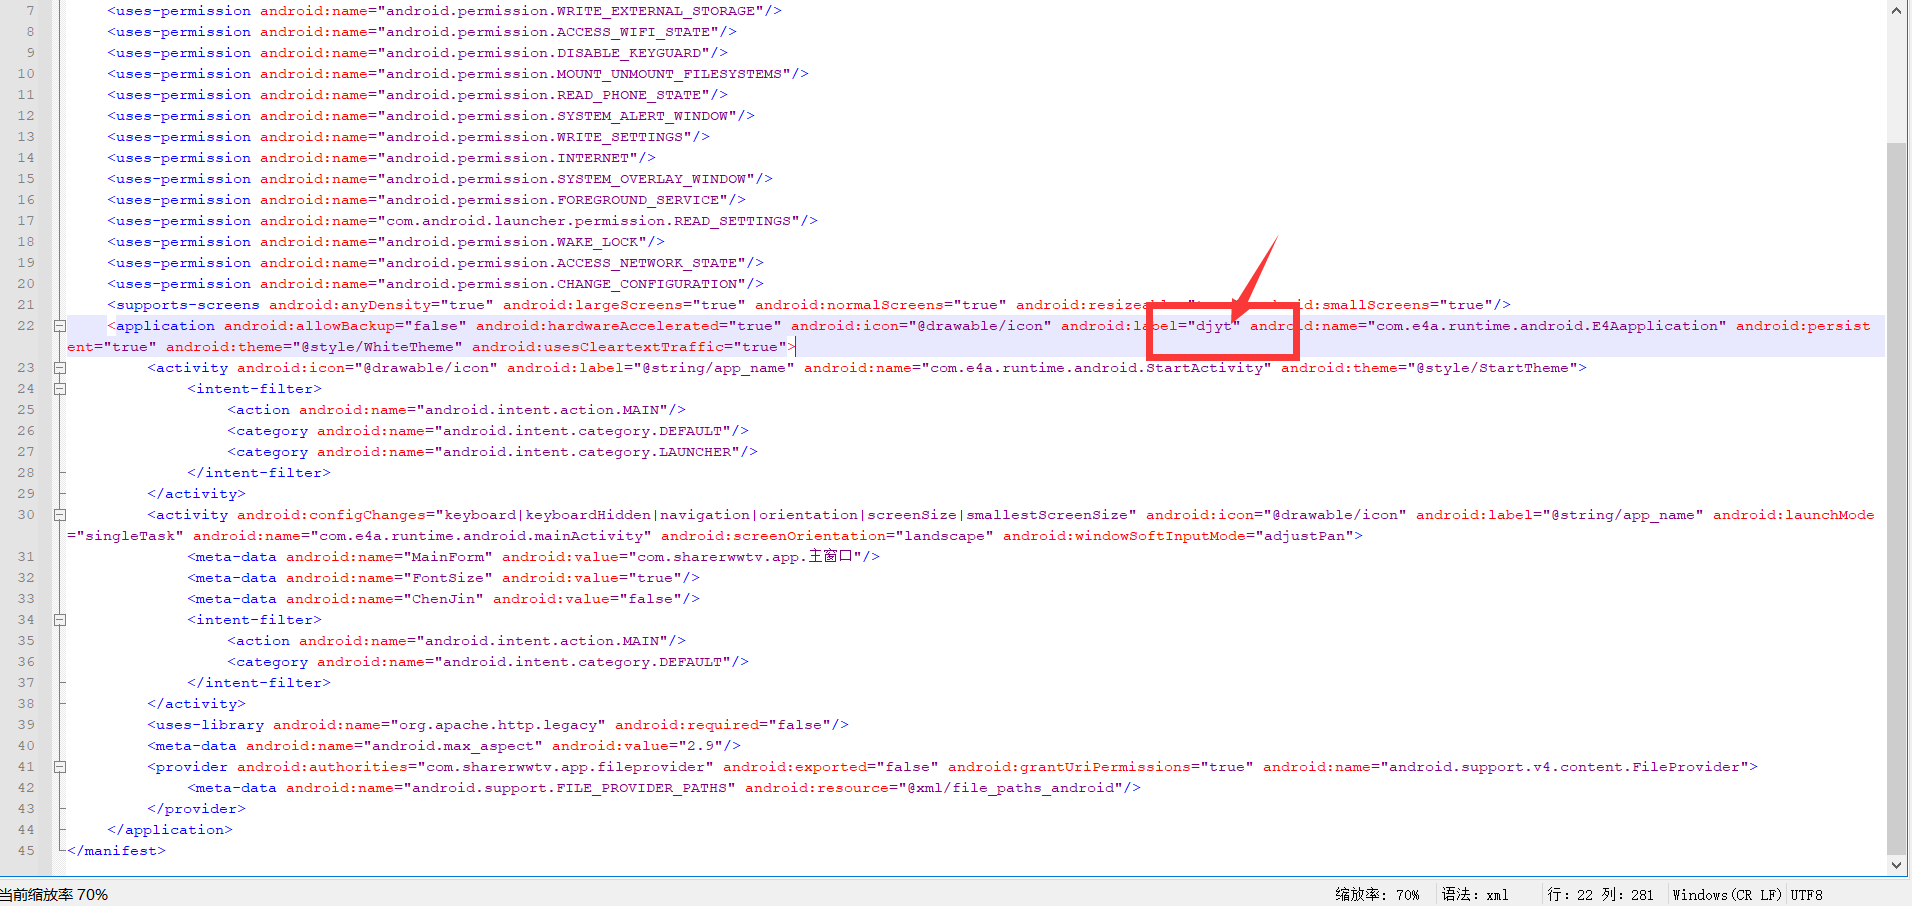 7 <uses-permission android:name="android.permission.WRITE_EXTERNAL_STORAGE"/>
8 <uses-permission android:name="android.permission.ACCESS_WIFI_STATE"/>
9 <uses-permission android:name="android.permission.DISABLE_KEYGUARD"/>
10 <uses-permission android:name="android.permission.MOUNT_UNMOUNT_FILESYSTEMS"/>
11 <uses-permission android:name="android.permission.READ_PHONE_STATE"/>
12 <uses-permission android:name="android.permission.SYSTEM_ALERT_WINDOW"/>
13 <uses-permission android:name="android.permission.WRITE_SETTINGS"/>
14 <uses-permission android:name="android.permission.INTERNET"/>
15 <uses-permission android:name="android.permission.SYSTEM_OVERLAY_WINDOW"/>
16 <uses-permission android:name="android.permission.FOREGROUND_SERVICE"/>
17 <uses-permission android:name="com.android.launcher.permission.READ_SETTINGS"/>
18 <uses-permission android:name="android.permission.WAKE_LOCK"/>
19 <uses-permission android:name="android.permission.ACCESS_NETWORK_STATE"/>
20 <uses-permission android:name="android.permission.CHANGE_CONFIGURATION"/>
21 <supports-screens android:anyDensity="true" android:largeScreens="true" android:normalScreens="true" android:smallScreens="true"/>
22 <application android:allowBackup="false" android:hardwareAccelerated="true" android:icon="@drawable/icon" android:label="djyt" android:name="com.e4a.runtime.android.E4Aapplication" android:persist
ent="true" android:theme="@style/WhiteTheme" android:usesCleartextTraffic="true">
23 <activity android:icon="@drawable/icon" android:label="@string/app_name" android:name="com.e4a.runtime.android.StartActivity" android:theme="@style/StartTheme">
24 <intent-filter>
25 <action android:name="android.intent.action.MAIN"/>
26 <category android:name="android.intent.category.DEFAULT"/>
27 <category android:name="android.intent.category.LAUNCHER"/>
28 </intent-filter>
29 </activity>
30 <activity android:configChanges="keyboard|keyboardHidden|navigation|orientation|screenSize|smallestScreenSize" android:icon="@drawable/icon" android:label="@string/app_name" android:launchMode
="singleTask" android:name="com.e4a.runtime.android.mainActivity" android:screenOrientation="landscape" android:windowSoftInputMode="adjustPan">
31 <meta-data android:name="MainForm" android:value="com.sharerwwtv.app.主窗口"/>
32 <meta-data android:name="FontSize" android:value="true"/>
33 <meta-data android:name="ChenJin" android:value="false"/>
34 <intent-filter>
35 <action android:name="android.intent.action.MAIN"/>
36 <category android:name="android.intent.category.DEFAULT"/>
37 </intent-filter>
38 </activity>
39 <uses-library android:name="org.apache.http.legacy" android:required="false"/>
40 <meta-data android:name="android.max_aspect" android:value="2.9"/>
41 <provider android:authorities="com.sharerwwtv.app.fileprovider" android:exported="false" android:grantUriPermissions="true" android:name="android.support.v4.content.FileProvider">
42 <meta-data android:name="android.support.FILE_PROVIDER_PATHS" android:resource="@xml/file_paths_android"/>
43 </provider>
44 </application>
45 </manifest>
当前缩放率 70% 缩放率: 70% 语法: xml 行: 22 列: 281 Windows(CR LF) UTF8